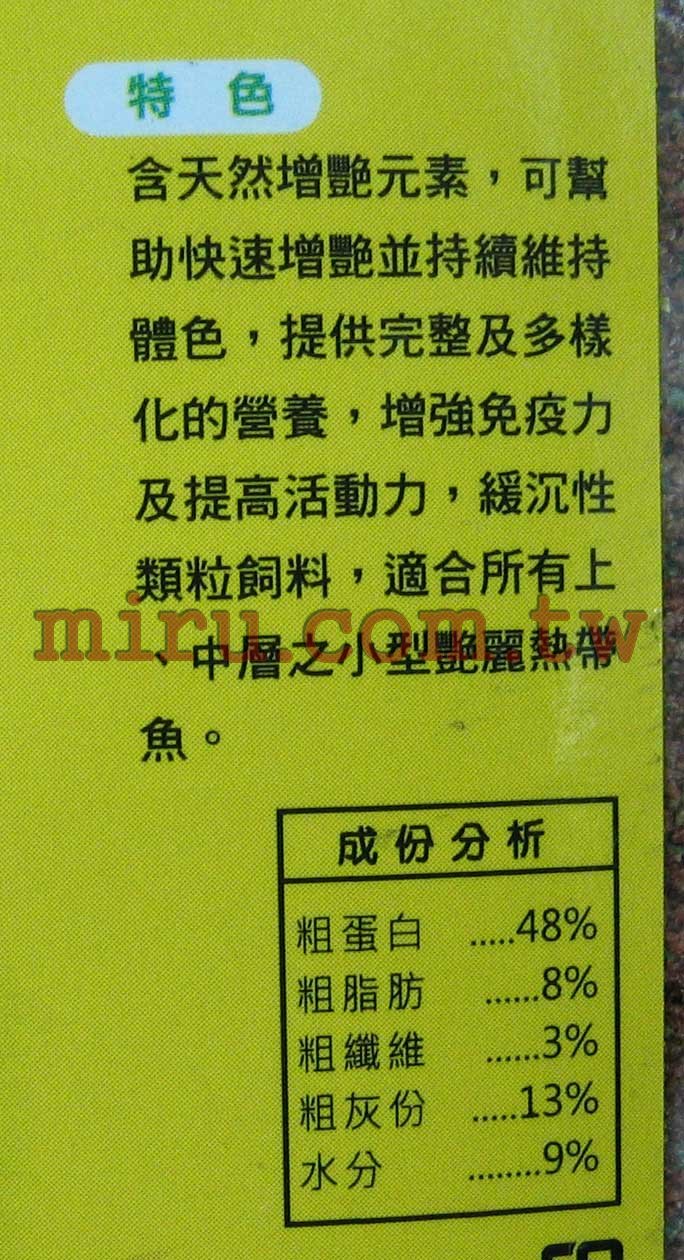 特 色
含天然增艷元素，可幫
助快速增艷並持續維持
體色，提供完整及多樣
化的營養，增強免疫力
及提高活動力，緩沉性
類粒飼料，適合所有上
miru.com.tw
、中層之小型艷麗熱帶
魚。
成份分析
粗蛋白 .....48%
粗脂肪 ......8%
粗纖維 ......3%
粗灰份 .....13%
水分 ........9%